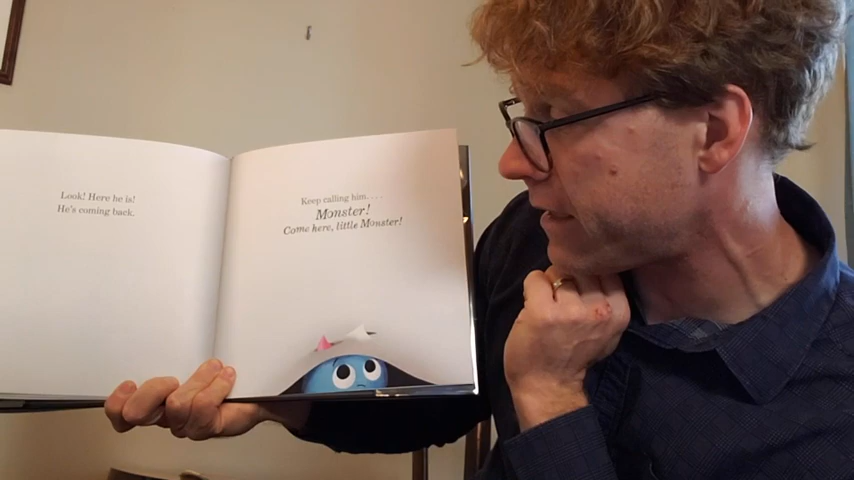 Look! Here he is!
He's coming back.
Keep calling him. . . .
Monster!
Come here, little Monster!